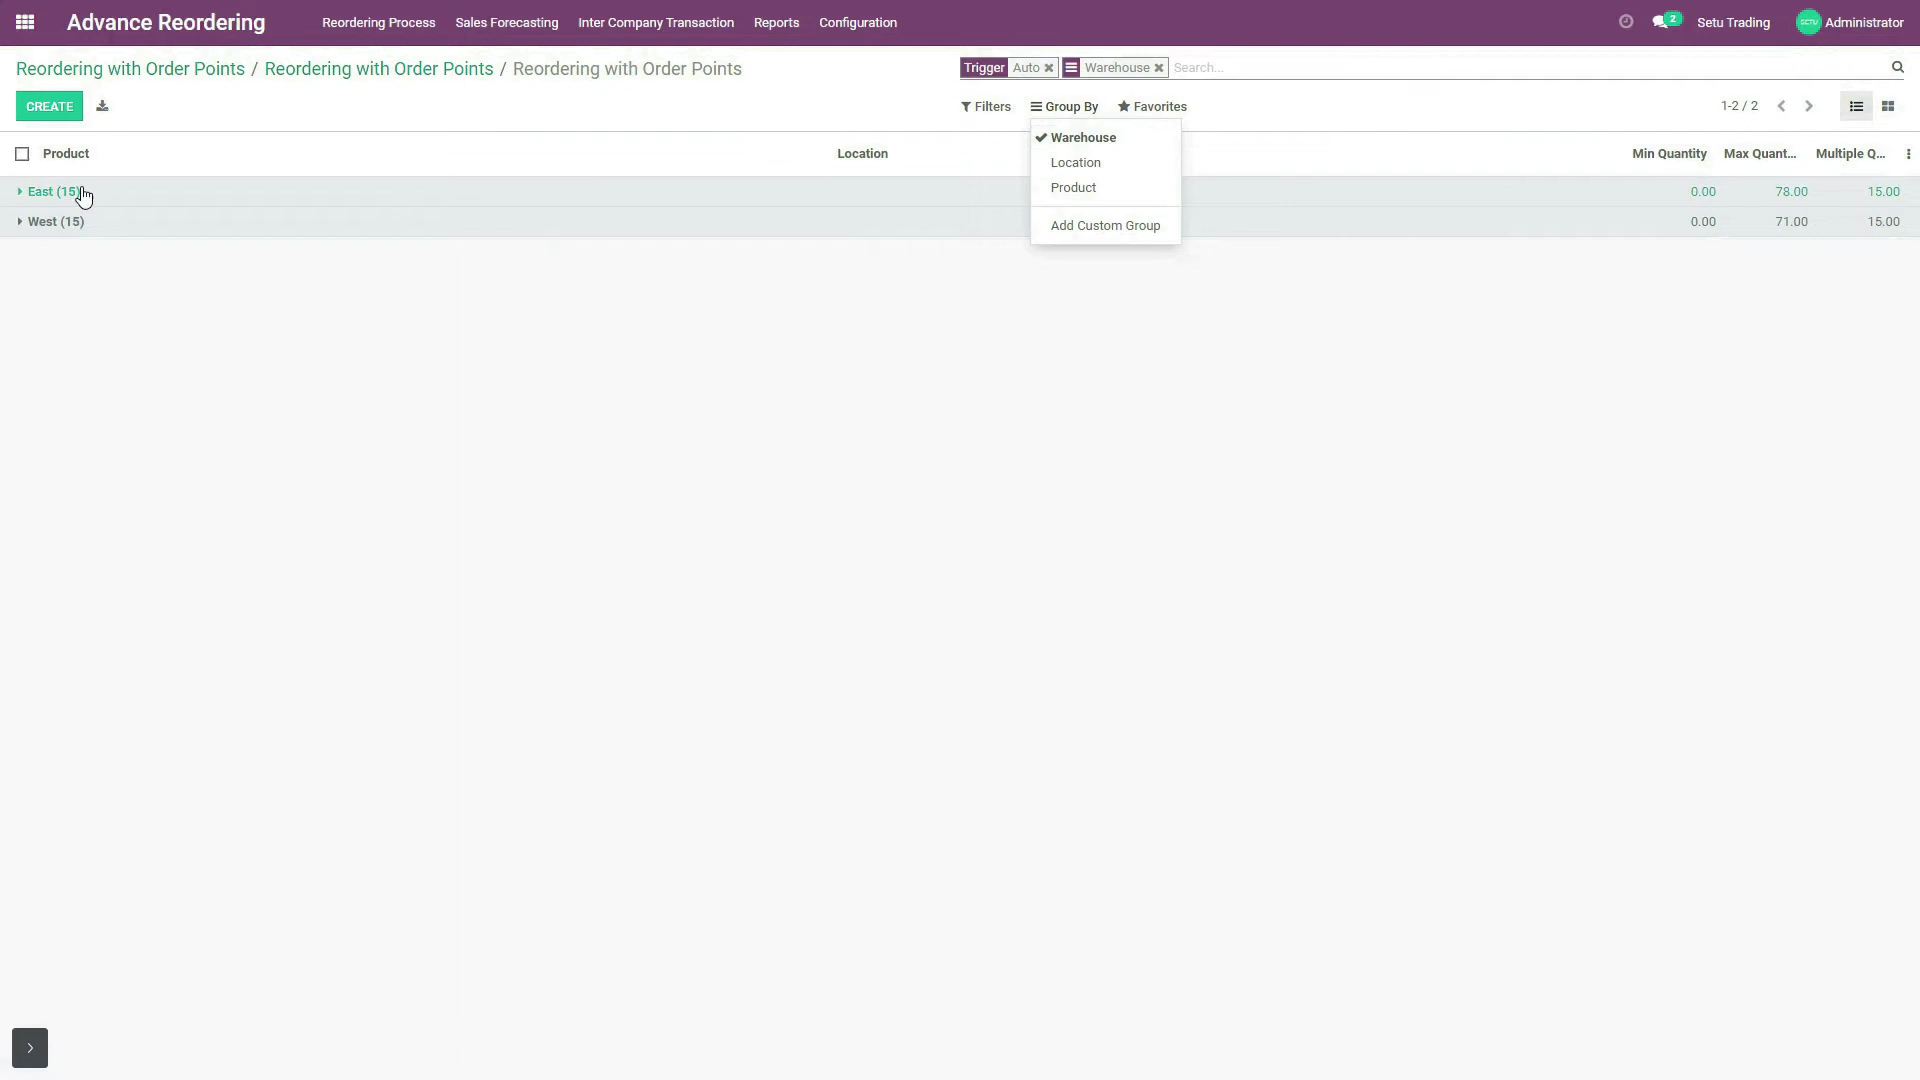 Advance Reordering Reordering Process Sales Forecasting Inter Company Transaction Reports Configuration 2 Setu Trading SETU Administrator
Reordering with Order Points / Reordering with Order Points / Reordering with Order Points Trigger Auto Warehouse Search...
CREATE Filters Group By Favorites 1-2 / 2
Warehouse
Location
Product
Add Custom Group
Product Location Min Quantity Max Quant... Multiple Q...
East (15) 0.00 78.00 15.00
West (15) 0.00 71.00 15.00